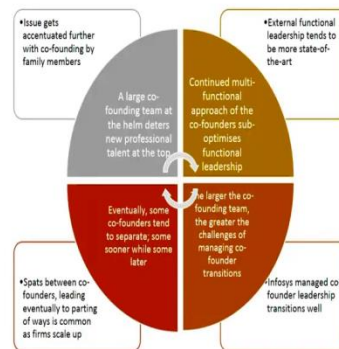 •Issue gets
accentuated further
with co-founding by
family members
•External functional
leadership tends to
be more state-of-
the-art
A large co-
founding team at
the helm deters
new professional
talent at the top
Continued multi-
functional
approach of the
co-founders sub-
optimises
functional
leadership
Eventually, some
co-founders tend
to separate; some
sooner while some
later
The larger the co-
founding team, the
greater the
challenges of
managing co-
founder
transitions
•Spats between co-
founders, leading
eventually to parting
of ways is common
as firms scale up
•Infosys managed co-
founder leadership
transitions well